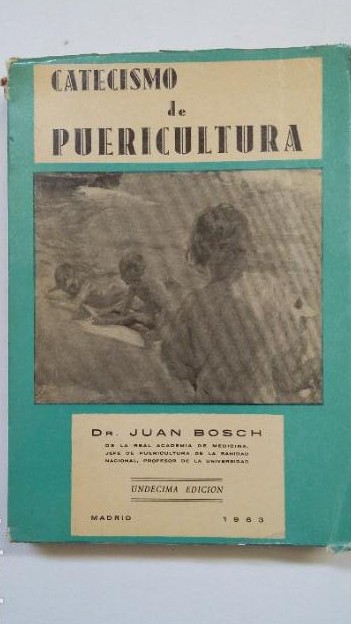 CATECISMO
de
PUERICULTURA
DR. JUAN BOSCH
DE LA REAL ACADEMIA DE MEDICINA,
JEFE DE PUERICULTURA DE LA SANIDAD
NACIONAL, PROFESOR DE LA UNIVERSIDAD
UNDECIMA EDICION
MADRID 1963